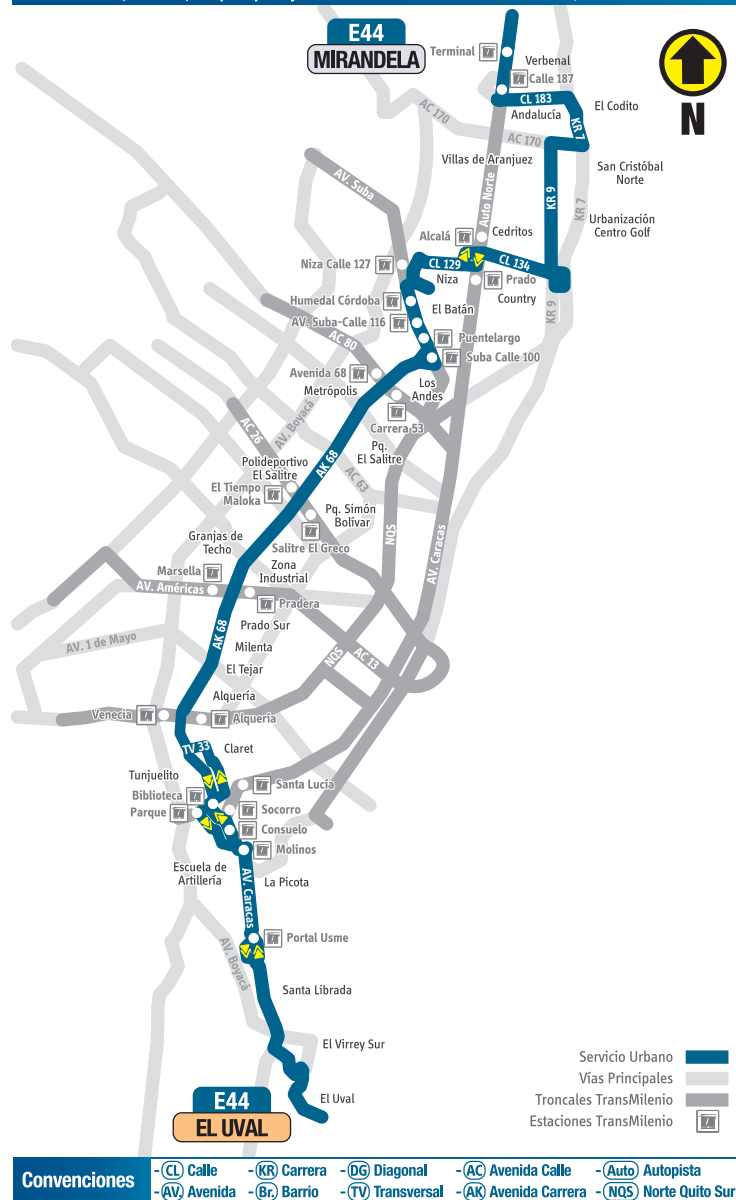 E44
MIRANDELA
Terminal
Verbenal
Calle 187
CL 183
El Codito
Andalucía
AC 170
KR 7
AC 170
N
Villas de Aranjuez
San Cristóbal
Norte
AV. Suba
Auto Norte
KR 9
KR 7
Urbanización
Centro Golf
Alcalá
Cedritos
Niza Calle 127
CL 129
CL 134
Niza
Prado
Country
Humedal Córdoba
El Batán
KR 9
AV. Suba-Calle 116
AC 80
Puentelargo
Suba Calle 100
Avenida 68
Metrópolis
Los
Andes
AV. Boyacá
Carrera 53
AC 26
Pq.
El Salitre
Polideportivo
El Salitre
AK 68
AC 63
El Tiempo
Maloka
Pq. Simón
Bolívar
NQS
AV. Caracas
Granjas de
Techo
Salitre El Greco
Zona
Industrial
Marsella
AV. Américas
Pradera
Prado Sur
AK 68
AV. 1 de Mayo
Milenta
NQS
AC 13
El Tejar
Alquería
Venecia
Alquería
TV 33
Claret
Tunjuelito
Santa Lucía
Biblioteca
Parque
Socorro
Consuelo
Molinos
Escuela de
Artillería
La Picota
AV. Caracas
Portal Usme
AV. Boyacá
Santa Librada
El Virrey Sur
El Uval
E44
EL UVAL
Servicio Urbano
Vías Principales
Troncales TransMilenio
Estaciones TransMilenio
Convenciones
- CL Calle - KR Carrera - DG Diagonal - AC Avenida Calle - Auto Autopista
- AV. Avenida - Br. Barrio - TV Transversal - AK Avenida Carrera - NQS Norte Quito Sur